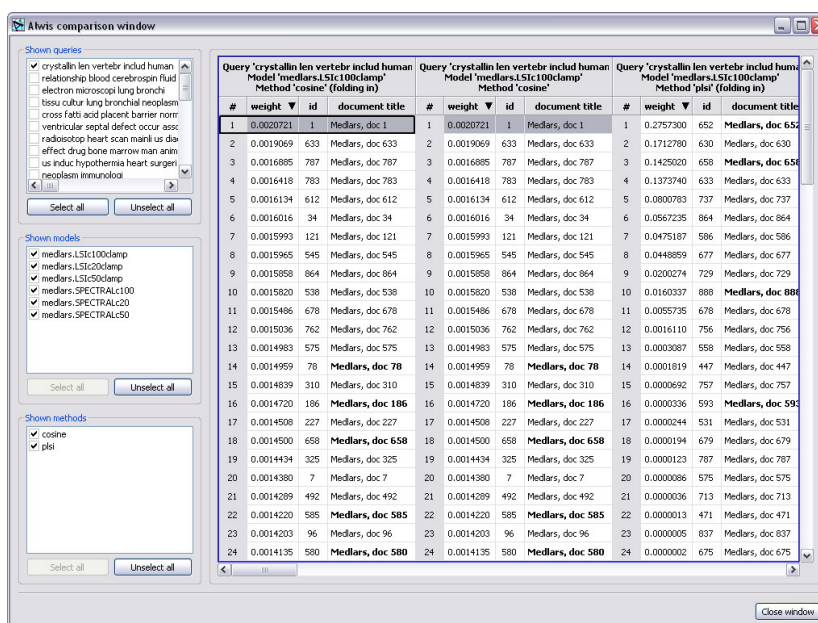 Alwis comparison window
Shown queries
crystallin len vertebr includ human
relationship blood cerebrospin fluid
electron microscopi lung bronchi
tissu cultur lung bronchial neoplasm
cross fatti acid placent barrier norm
ventricular septal defect occur asso
radioisotop heart scan mainli us dia
effect drug bone marrow man anim
us induc hypothermia heart surgeri
neoplasm immunologi
Select all Unselect all
Shown models
medlars.LSIc100clamp
medlars.LSIc20clamp
medlars.LSIc50clamp
medlars.SPECTRALc100
medlars.SPECTRALc20
medlars.SPECTRALc50
Select all Unselect all
Shown methods
cosine
plsi
Select all Unselect all
Query 'crystallin len vertebr includ human Query 'crystallin len vertebr includ human Query 'crystallin len vertebr includ huma
Model 'medlars.LSIc100clamp' Model 'medlars.LSIc100clamp' Model 'medlars.LSIc100clamp'
Method 'cosine' (folding in) Method 'cosine' Method 'plsi' (folding in)
# weight ▼ id document title # weight ▼ id document title # weight ▼ id document title
1 0.0020721 1 Medlars, doc 1 1 0.0020721 1 Medlars, doc 1 1 0.2757300 652 Medlars, doc 652
2 0.0019069 633 Medlars, doc 633 2 0.0019069 633 Medlars, doc 633 2 0.1712780 630 Medlars, doc 630
3 0.0016885 787 Medlars, doc 787 3 0.0016885 787 Medlars, doc 787 3 0.1425020 658 Medlars, doc 658
4 0.0016418 783 Medlars, doc 783 4 0.0016418 783 Medlars, doc 783 4 0.1373740 633 Medlars, doc 633
5 0.0016134 612 Medlars, doc 612 5 0.0016134 612 Medlars, doc 612 5 0.0800783 737 Medlars, doc 737
6 0.0016016 34 Medlars, doc 34 6 0.0016016 34 Medlars, doc 34 6 0.0567235 864 Medlars, doc 864
7 0.0015993 121 Medlars, doc 121 7 0.0015993 121 Medlars, doc 121 7 0.0475187 586 Medlars, doc 586
8 0.0015965 545 Medlars, doc 545 8 0.0015965 545 Medlars, doc 545 8 0.0448859 677 Medlars, doc 677
9 0.0015858 864 Medlars, doc 864 9 0.0015858 864 Medlars, doc 864 9 0.0200274 729 Medlars, doc 729
10 0.0015820 538 Medlars, doc 538 10 0.0015820 538 Medlars, doc 538 10 0.0160337 888 Medlars, doc 888
11 0.0015486 678 Medlars, doc 678 11 0.0015486 678 Medlars, doc 678 11 0.0055735 678 Medlars, doc 678
12 0.0015036 762 Medlars, doc 762 12 0.0015036 762 Medlars, doc 762 12 0.0016110 756 Medlars, doc 756
13 0.0014983 575 Medlars, doc 575 13 0.0014983 575 Medlars, doc 575 13 0.0003087 558 Medlars, doc 558
14 0.0014959 78 Medlars, doc 78 14 0.0014959 78 Medlars, doc 78 14 0.0001819 447 Medlars, doc 447
15 0.0014839 310 Medlars, doc 310 15 0.0014839 310 Medlars, doc 310 15 0.0000692 757 Medlars, doc 757
16 0.0014720 186 Medlars, doc 186 16 0.0014720 186 Medlars, doc 186 16 0.0000336 593 Medlars, doc 593
17 0.0014508 227 Medlars, doc 227 17 0.0014508 227 Medlars, doc 227 17 0.0000244 531 Medlars, doc 531
18 0.0014500 658 Medlars, doc 658 18 0.0014500 658 Medlars, doc 658 18 0.0000194 679 Medlars, doc 679
19 0.0014434 325 Medlars, doc 325 19 0.0014434 325 Medlars, doc 325 19 0.0000123 787 Medlars, doc 787
20 0.0014380 7 Medlars, doc 7 20 0.0014380 7 Medlars, doc 7 20 0.0000086 575 Medlars, doc 575
21 0.0014289 492 Medlars, doc 492 21 0.0014289 492 Medlars, doc 492 21 0.0000036 713 Medlars, doc 713
22 0.0014220 585 Medlars, doc 585 22 0.0014220 585 Medlars, doc 585 22 0.0000013 471 Medlars, doc 471
23 0.0014203 96 Medlars, doc 96 23 0.0014203 96 Medlars, doc 96 23 0.0000005 837 Medlars, doc 837
24 0.0014135 580 Medlars, doc 580 24 0.0014135 580 Medlars, doc 580 24 0.0000002 675 Medlars, doc 675
Close window